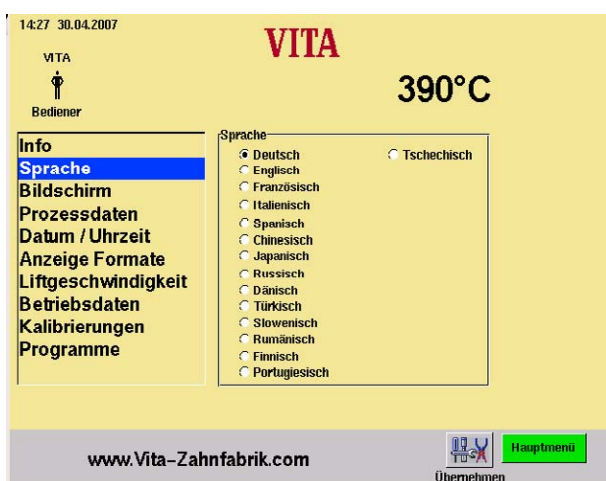 14:27 30.04.2007
VITA
VITA
390°C
Bediener
Info
Sprache
Bildschirm
Prozessdaten
Datum / Uhrzeit
Anzeige Formate
Liftgeschwindigkeit
Betriebsdaten
Kalibrierungen
Programme
Sprache
Deutsch
Englisch
Französisch
Italienisch
Spanisch
Chinesisch
Japanisch
Russisch
Dänisch
Türkisch
Slowenisch
Rumänisch
Finnisch
Portugiesisch
Tschechisch
www.Vita-Zahnfabrik.com
Übernehmen
Hauptmenü